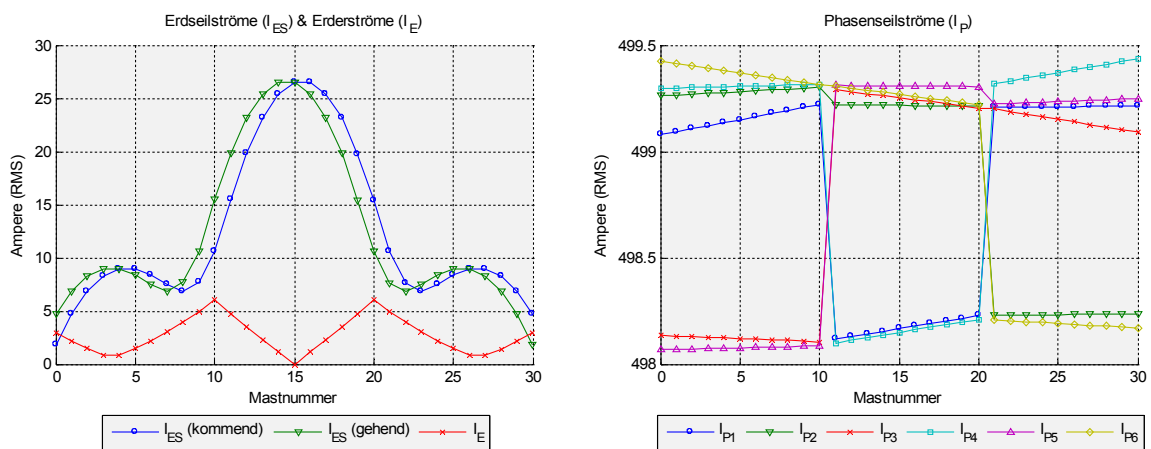 Erdseilströme (I_ES) & Erderströme (I_E)
30
25
20
15
10
5
0
Ampere (RMS)
0 5 10 15 20 25 30
Mastnummer
I_ES (kommend) I_ES (gehend) I_E
Phasenseilströme (I_P)
499.5
499
498.5
498
Ampere (RMS)
0 5 10 15 20 25 30
Mastnummer
I_P1 I_P2 I_P3 I_P4 I_P5 I_P6